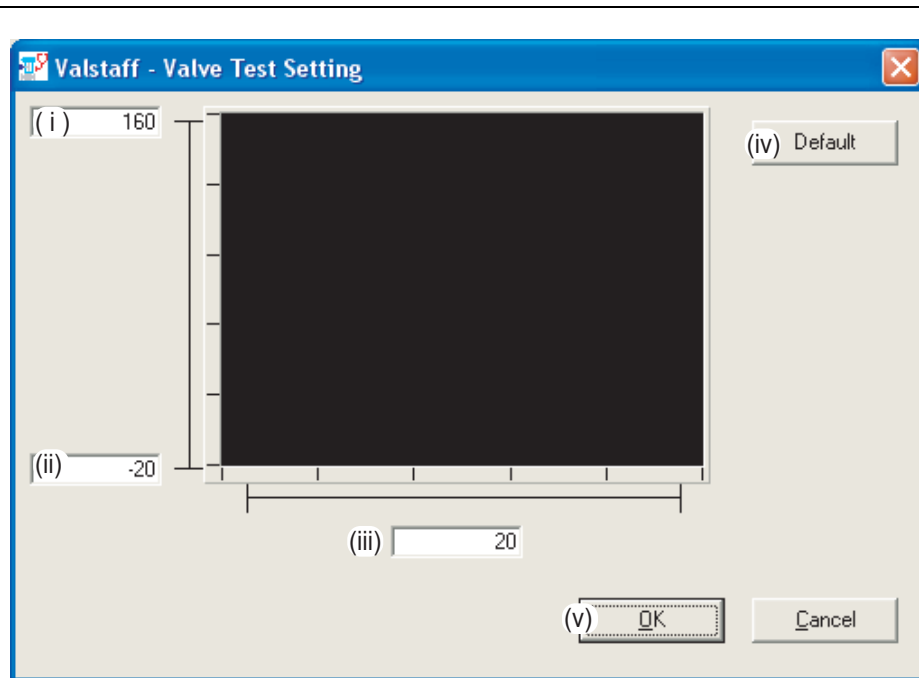 Valstaff - Valve Test Setting
(i) 160
(iv) Default
(ii) -20
(iii) 20
(v) OK
Cancel